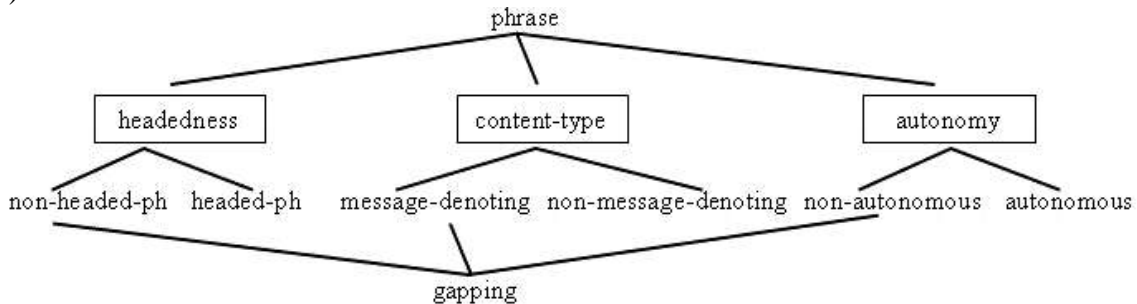 )
phrase
headedness content-type autonomy
non-headed-ph headed-ph message-denoting non-message-denoting non-autonomous autonomous
gapping